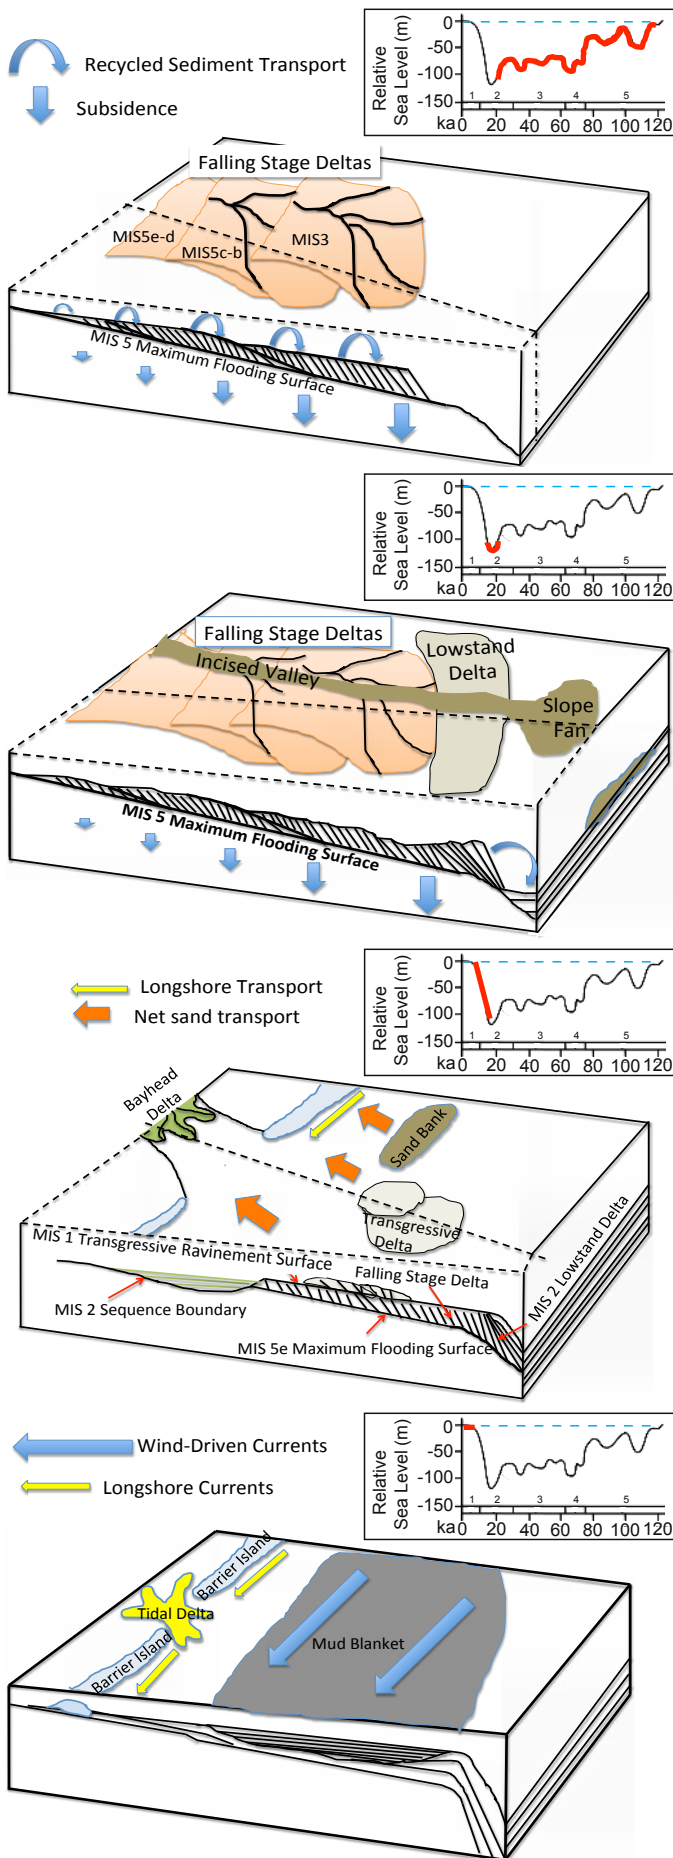 Recycled Sediment Transport
Subsidence
Relative
Sea Level (m)
0
-50
-100
-150
1 2 3 4 5
ka 0 20 40 60 80 100 120
Falling Stage Deltas
MIS5e-d
MIS5c-b
MIS3
MIS 5 Maximum Flooding Surface
Relative
Sea Level (m)
0
-50
-100
-150
1 2 3 4 5
ka 0 20 40 60 80 100 120
Falling Stage Deltas
Incised Valley
Lowstand
Delta
Slope
Fan
MIS 5 Maximum Flooding Surface
Longshore Transport
Net sand transport
Relative
Sea Level (m)
0
-50
-100
-150
1 2 3 4 5
ka 0 20 40 60 80 100 120
Bayhead
Delta
Sand Bank
Transgressive
Delta
MIS 1 Transgressive Ravinement Surface
Falling Stage Delta
MIS 2 Lowstand Delta
MIS 2 Sequence Boundary
MIS 5e Maximum Flooding Surface
Wind-Driven Currents
Longshore Currents
Relative
Sea Level (m)
0
-50
-100
-150
1 2 3 4 5
ka 0 20 40 60 80 100 120
Barrier Island
Tidal Delta
Barrier Island
Mud Blanket